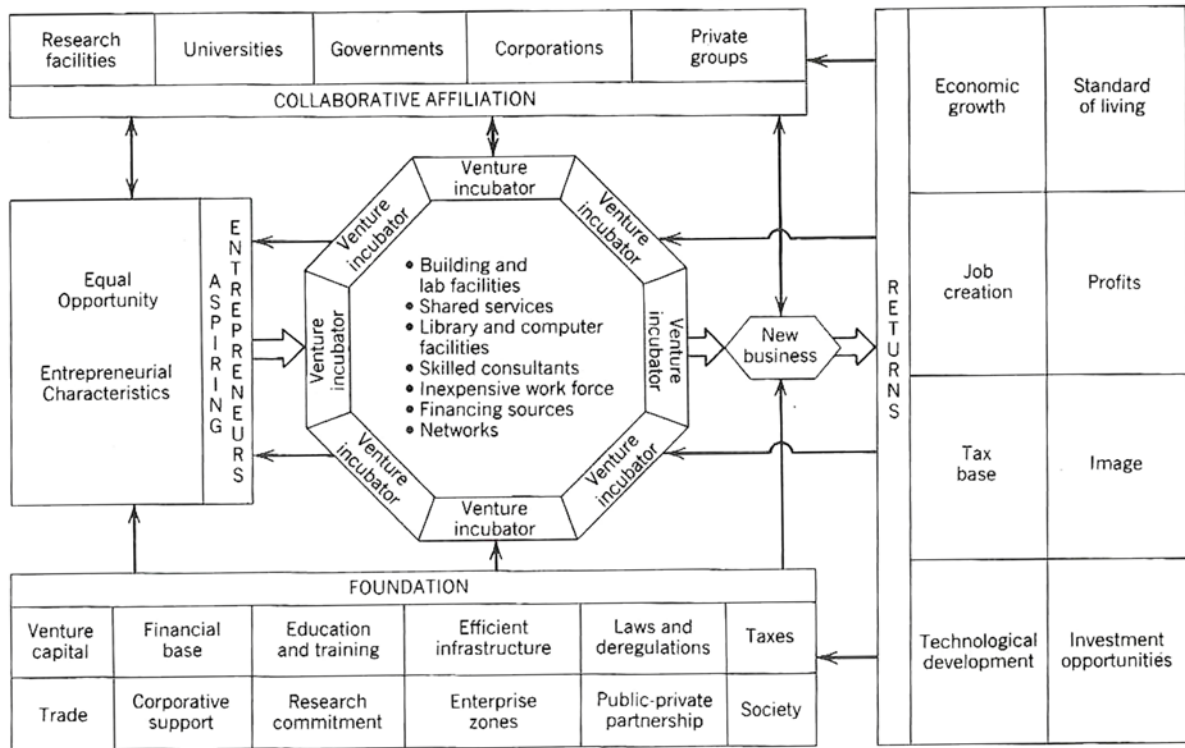 Research
facilities
Universities
Governments
Corporations
Private
groups
COLLABORATIVE AFFILIATION
Equal
Opportunity
Entrepreneurial
Characteristics
ASPIRING
ENTREPRENEURS
Venture
incubator
Venture
incubator
Venture
incubator
Venture
incubator
Venture
incubator
Venture
incubator
Venture
incubator
Venture
incubator
• Building and
lab facilities
• Shared services
• Library and computer
facilities
• Skilled consultants
• Inexpensive work force
• Financing sources
• Networks
New
business
RETURNS
Economic
growth
Standard
of living
Job
creation
Profits
Tax
base
Image
Technological
development
Investment
opportunities
FOUNDATION
Venture
capital
Financial
base
Education
and training
Efficient
infrastructure
Laws and
deregulations
Taxes
Trade
Corporative
support
Research
commitment
Enterprise
zones
Public-private
partnership
Society